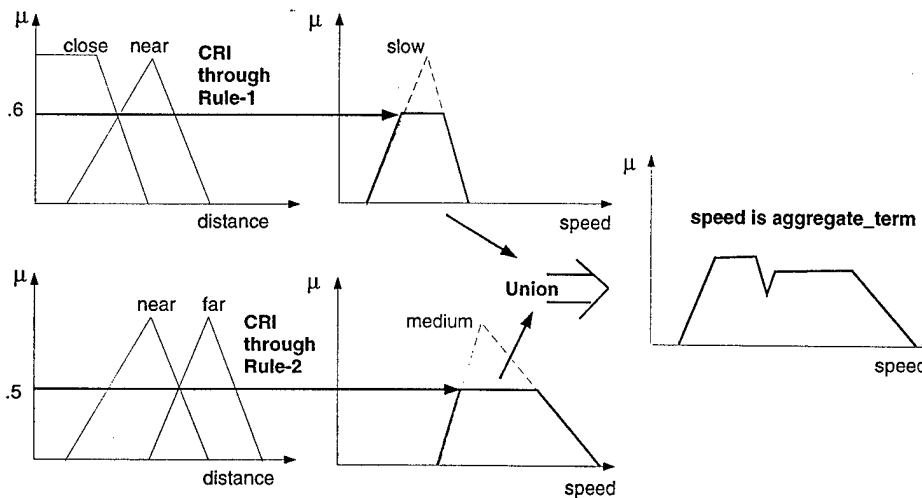 μ
close near
CRI
through
Rule-1
.6
distance
μ
slow
speed
μ
near far
CRI
through
Rule-2
.5
distance
μ
medium
speed
Union
μ
speed is aggregate_term
speed